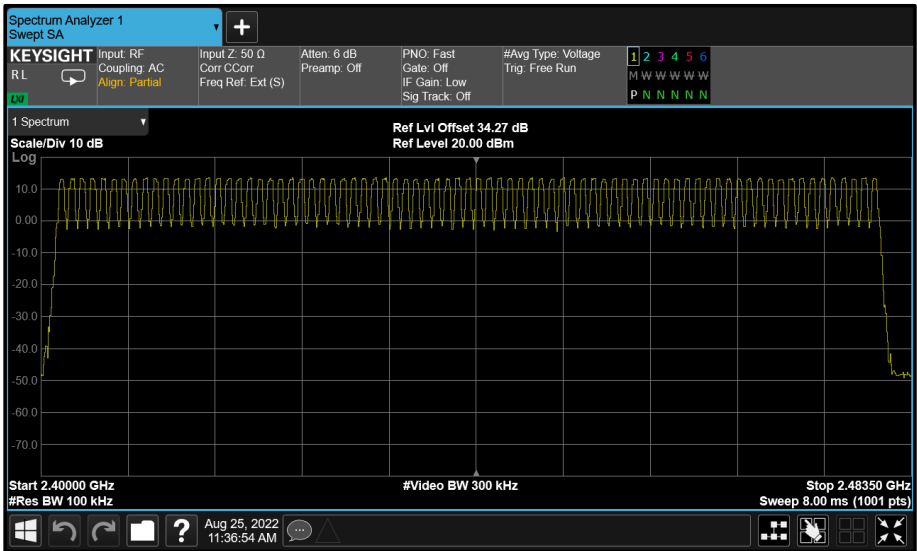 Spectrum Analyzer 1
Swept SA
+
KEYSIGHT
RL
LXI
Input: RF
Coupling: AC
Align: Partial
Input Z: 50 Ω
Corr CCorr
Freq Ref: Ext (S)
Atten: 6 dB
Preamp: Off
PNO: Fast
Gate: Off
IF Gain: Low
Sig Track: Off
#Avg Type: Voltage
Trig: Free Run
1 2 3 4 5 6
M W W W W W
P N N N N N
1 Spectrum
Scale/Div 10 dB
Ref Lvl Offset 34.27 dB
Ref Level 20.00 dBm
Log
10.0
0.00
-10.0
-20.0
-30.0
-40.0
-50.0
-60.0
-70.0
Start 2.40000 GHz
#Res BW 100 kHz
#Video BW 300 kHz
Stop 2.48350 GHz
Sweep 8.00 ms (1001 pts)
?
Aug 25, 2022
11:36:54 AM